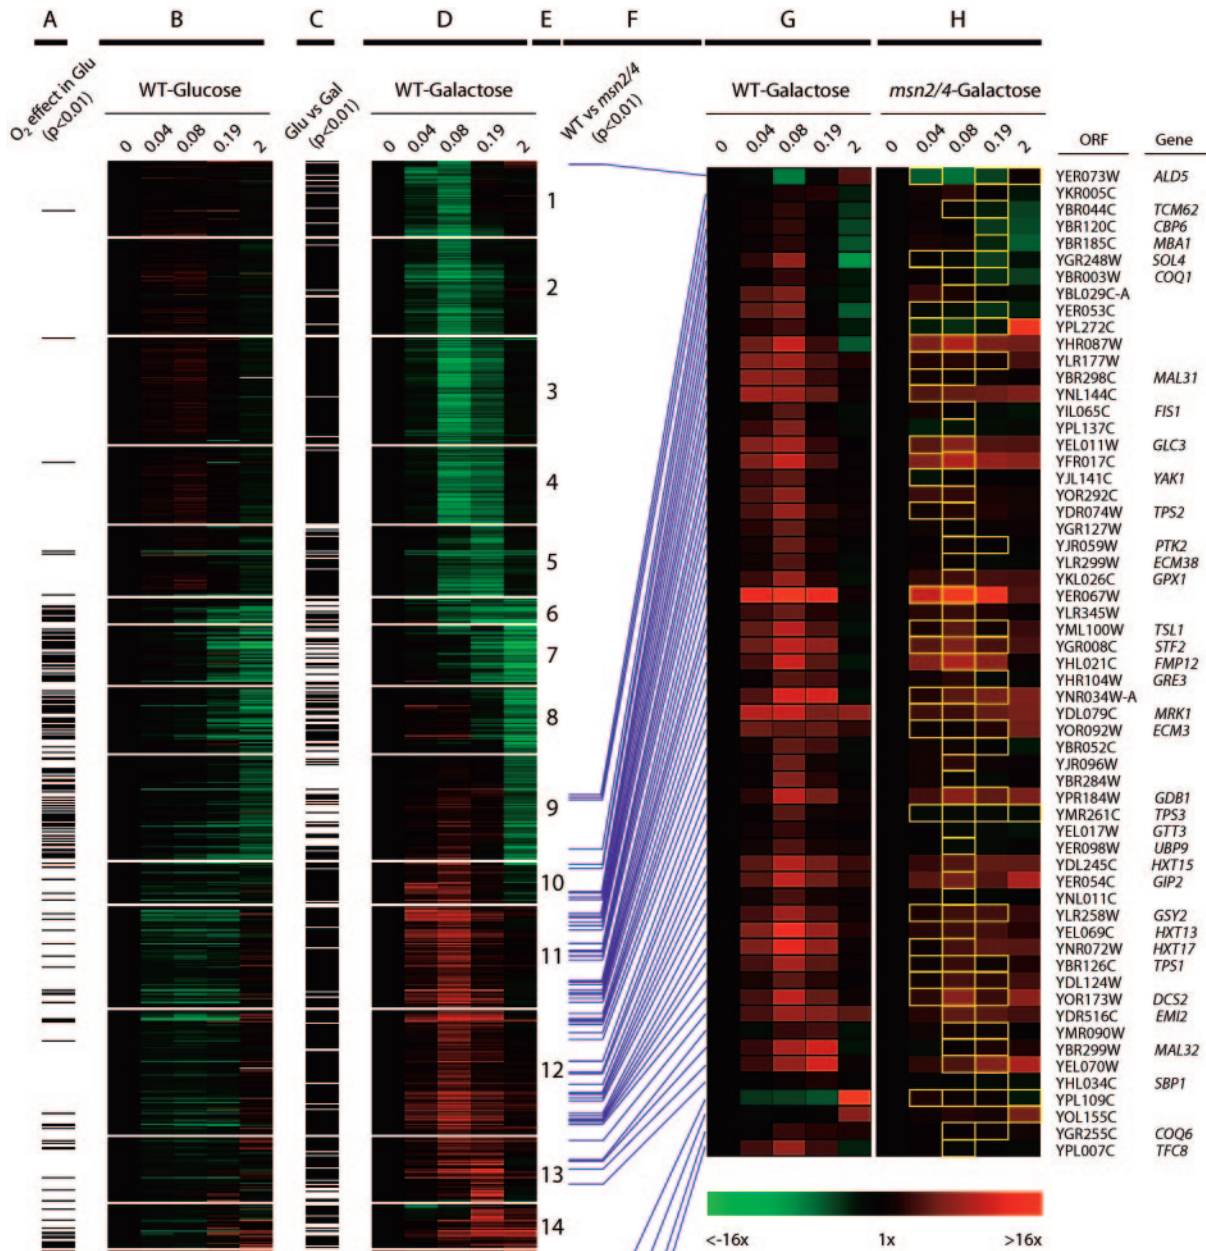 A B C D E F G H
O2 effect in Glu
(p<0.01)
WT-Glucose
0 0.04 0.08 0.19 2
Glu vs Gal
(p<0.01)
WT-Galactose
0 0.04 0.08 0.19 2
WT vs msn2/4
(p<0.01)
WT-Galactose
0 0.04 0.08 0.19 2
msn2/4-Galactose
0 0.04 0.08 0.19 2
1
2
3
4
5
6
7
8
9
10
11
12
13
14
ORF Gene
YER073W ALD5
YKR005C
YBR044C TCM62
YBR120C CBP6
YBR185C MBA1
YGR248W SOL4
YBR003W COQ1
YBL029C-A
YER053C
YPL272C
YHR087W
YLR177W
YBR298C MAL31
YNL144C
YIL065C FIS1
YPL137C
YEL011W GLC3
YFR017C
YJL141C YAK1
YOR292C
YDR074W TPS2
YGR127W
YJR059W PTK2
YLR299W ECM38
YKL026C GPX1
YER067W
YLR345W
YML100W TSL1
YGR008C STF2
YHL021C FMP12
YHR104W GRE3
YNR034W-A
YDL079C MRK1
YOR092W ECM3
YBR052C
YJR096W
YBR284W
YPR184W GDB1
YMR261C TPS3
YEL017W GTT3
YER098W UBP9
YDL245C HXT15
YER054C GIP2
YNL011C
YLR258W GSY2
YEL069C HXT13
YNR072W HXT17
YBR126C TPS1
YDL124W
YOR173W DCS2
YDR516C EMI2
YMR090W
YBR299W MAL32
YEL070W
YHL034C SBP1
YPL109C
YOL155C
YGR255C COQ6
YPL007C TFC8
<-16x 1x >16x